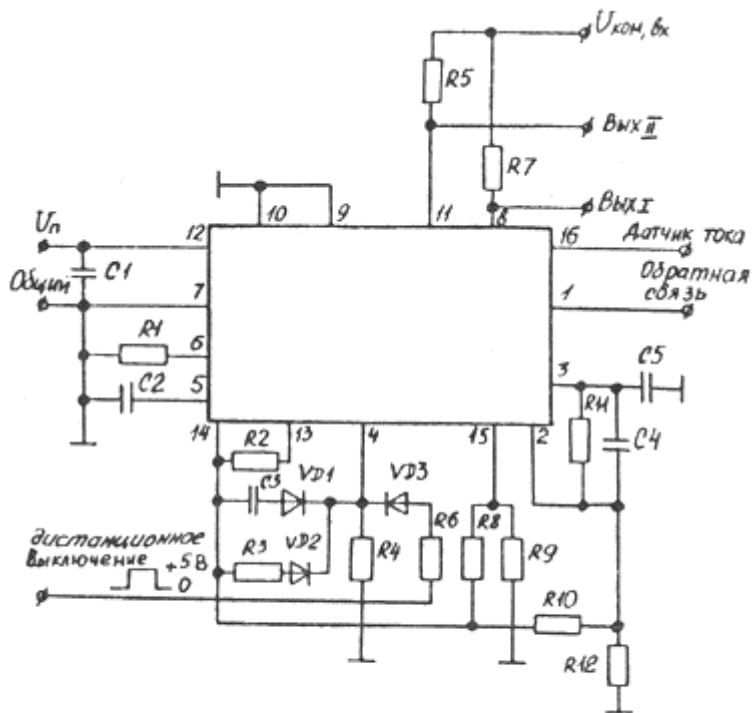 Uком, вх
R5
Вых II
R7
Вых I
10
9
11
8
Uп
12
16
Датчик тока
C1
Общий
7
1
Обратная
связь
R1
6
3
C5
C2
5
R11
C4
14
13
4
15
2
R2
C3
VD1
VD3
R6
R8
R3
VD2
R4
R9
дистанционное
Выключение
+5В
0
R10
R12